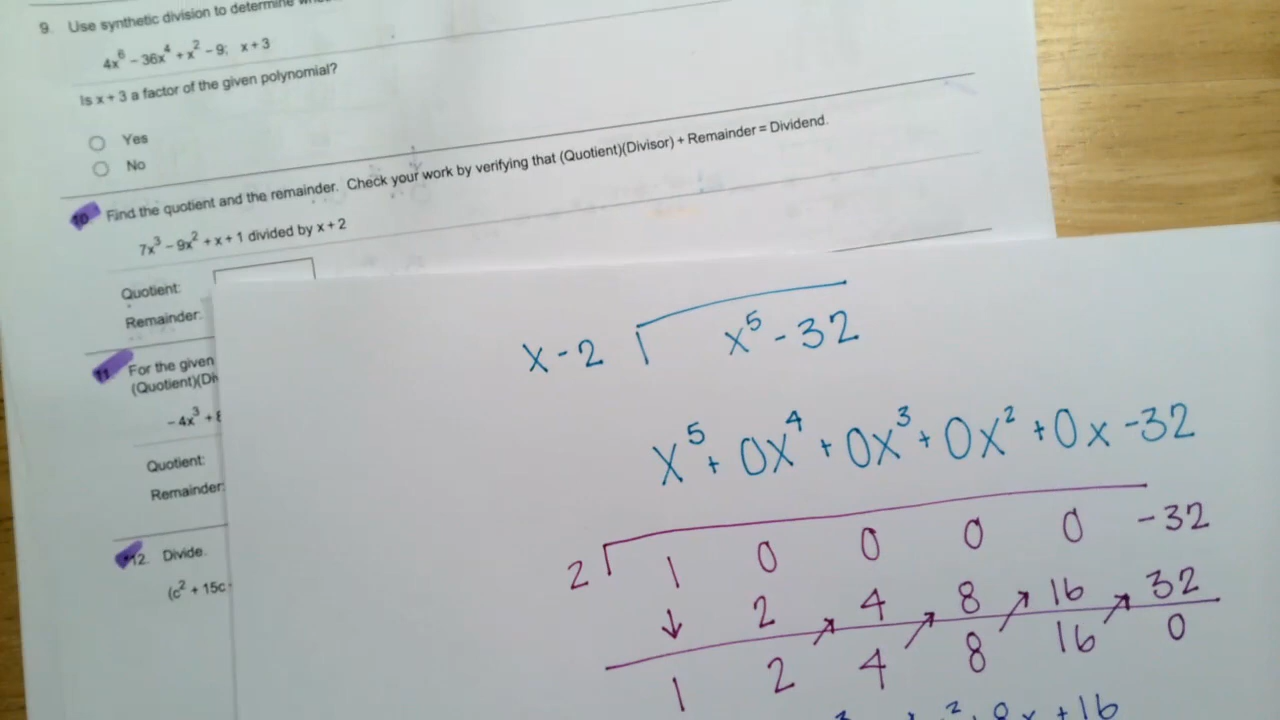 9. Use synthetic division to determine
4x⁶ − 36x⁴ + x² − 9; x + 3
Is x + 3 a factor of the given polynomial?
Yes
No
10. Find the quotient and the remainder. Check your work by verifying that (Quotient)(Divisor) + Remainder = Dividend.
7x³ − 9x² + x + 1 divided by x + 2
Quotient:
Remainder:
11. For the given
(Quotient)(Di
− 4x³ +
Quotient:
Remainder:
*12. Divide.
(c² + 15c
x - 2 x⁵ - 32
x⁵ + 0x⁴ + 0x³ + 0x² + 0x - 32
2 1 0 0 0 0 -32
↓ 2 4 8 16 32
1 2 4 8 16 0
x + 16